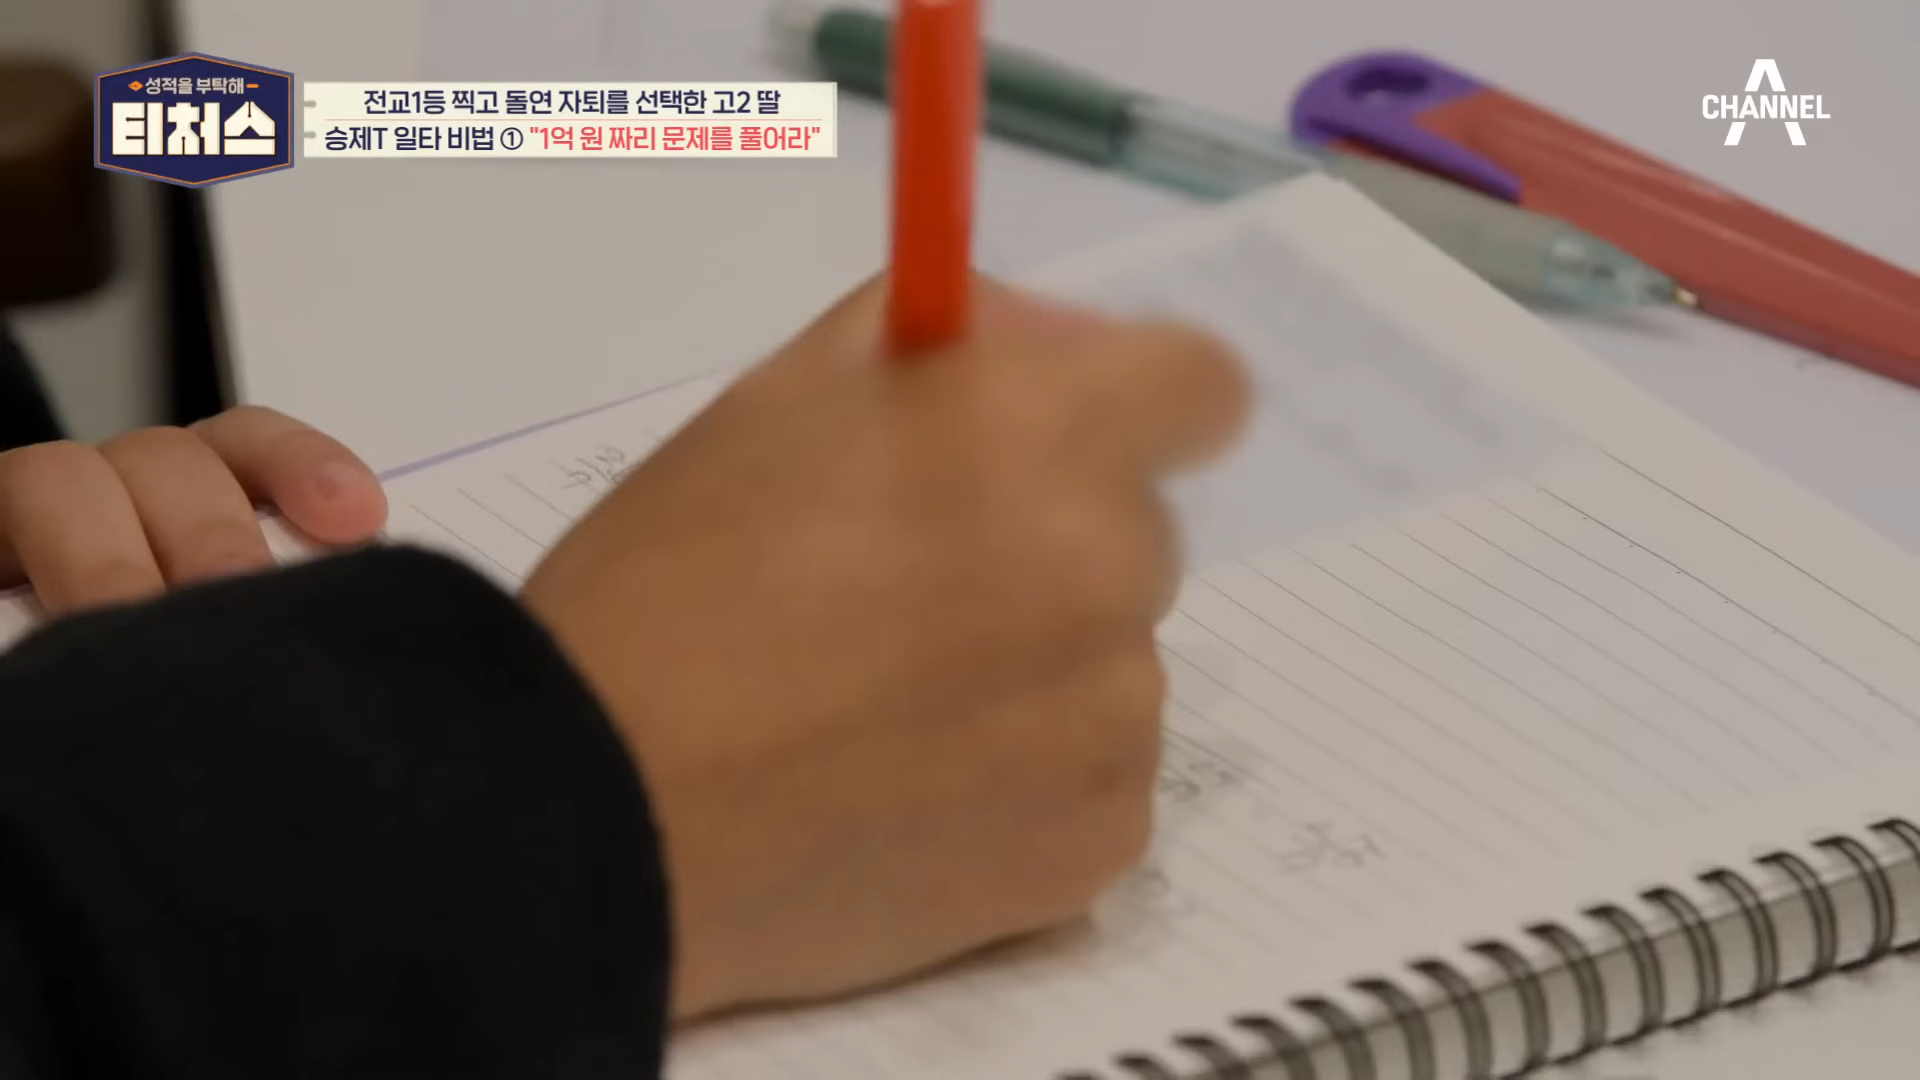 성적을 부탁해
티처스
전교1등 찍고 돌연 자퇴를 선택한 고2 딸
승제T 일타 비법 ① "1억 원 짜리 문제를 풀어라"
CHANNEL A